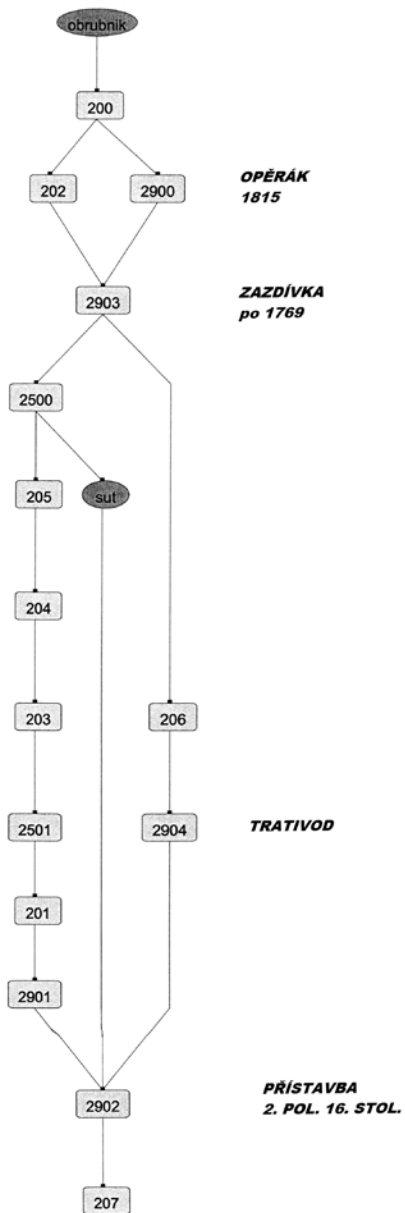 obrubnik
200
202 2900 OPĚRÁK
1815
2903 ZAZDÍVKA
po 1769
2500
205 sut
204
203 206
2501 2904 TRATIVOD
201
2901
2902 PŘÍSTAVBA
2. POL. 16. STOL.
207